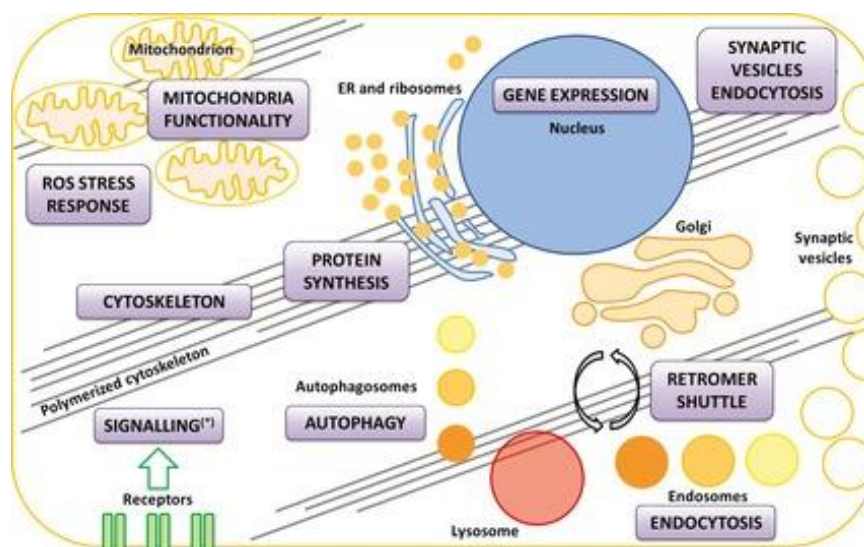 Mitochondrion
MITOCHONDRIA
FUNCTIONALITY
ROS STRESS
RESPONSE
ER and ribosomes
GENE EXPRESSION
Nucleus
SYNAPTIC
VESICLES
ENDOCYTOSIS
PROTEIN
SYNTHESIS
CYTOSKELETON
Polymerized cytoskeleton
Golgi
Synaptic
vesicles
Autophagosomes
AUTOPHAGY
RETROMER
SHUTTLE
SIGNALLING(*)
Receptors
Lysosome
Endosomes
ENDOCYTOSIS